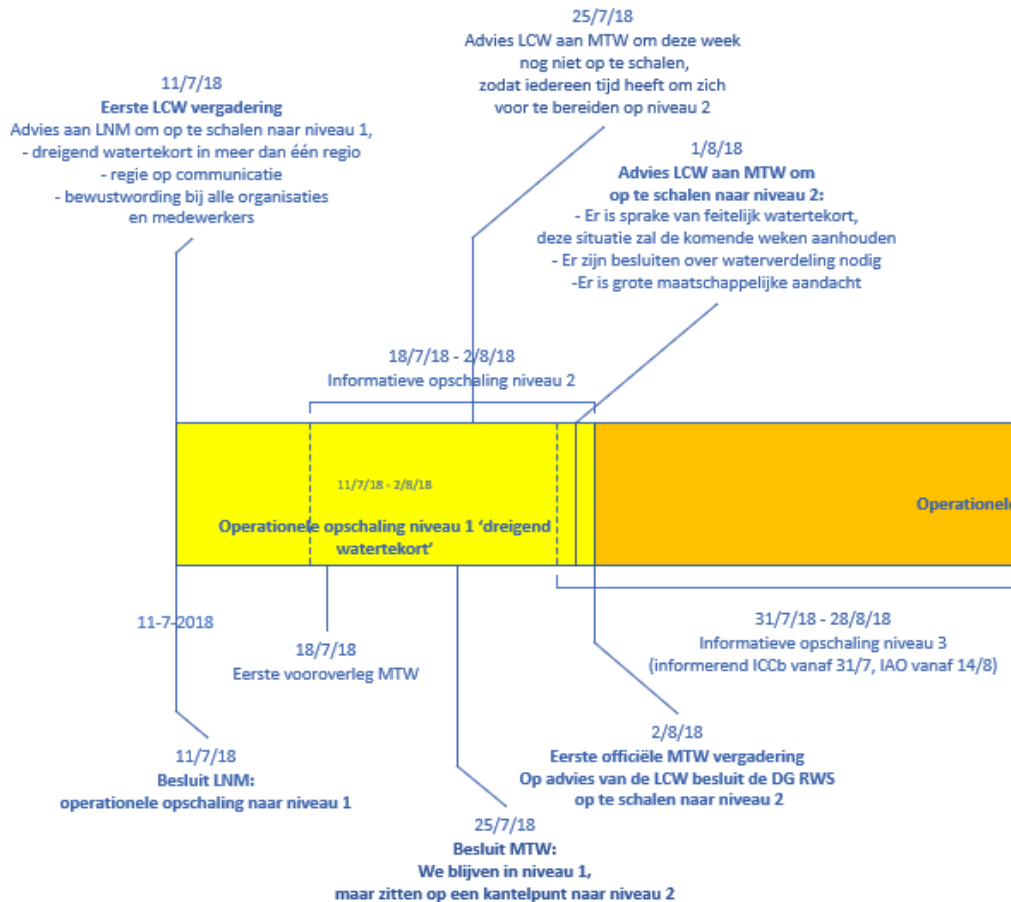 25/7/18
Advies LCW aan MTW om deze week
nog niet op te schalen,
zodat iedereen tijd heeft om zich
voor te bereiden op niveau 2
11/7/18
Eerste LCW vergadering
Advies aan LNM om op te schalen naar niveau 1,
- dreigend watertekort in meer dan één regio
- regie op communicatie
- bewustwording bij alle organisaties
en medewerkers
1/8/18
Advies LCW aan MTW om
op te schalen naar niveau 2:
- Er is sprake van feitelijk watertekort,
deze situatie zal de komende weken aanhouden
- Er zijn besluiten over waterverdeling nodig
-Er is grote maatschappelijke aandacht
18/7/18 - 2/8/18
Informatieve opschaling niveau 2
11/7/18 - 2/8/18
Operationele opschaling niveau 1 ‘dreigend
watertekort’
Operationele
11-7-2018
18/7/18
Eerste vooroverleg MTW
31/7/18 - 28/8/18
Informatieve opschaling niveau 3
(informerend ICCb vanaf 31/7, IAO vanaf 14/8)
11/7/18
Besluit LNM:
operationele opschaling naar niveau 1
2/8/18
Eerste officiële MTW vergadering
Op advies van de LCW besluit de DG RWS
op te schalen naar niveau 2
25/7/18
Besluit MTW:
We blijven in niveau 1,
maar zitten op een kantelpunt naar niveau 2